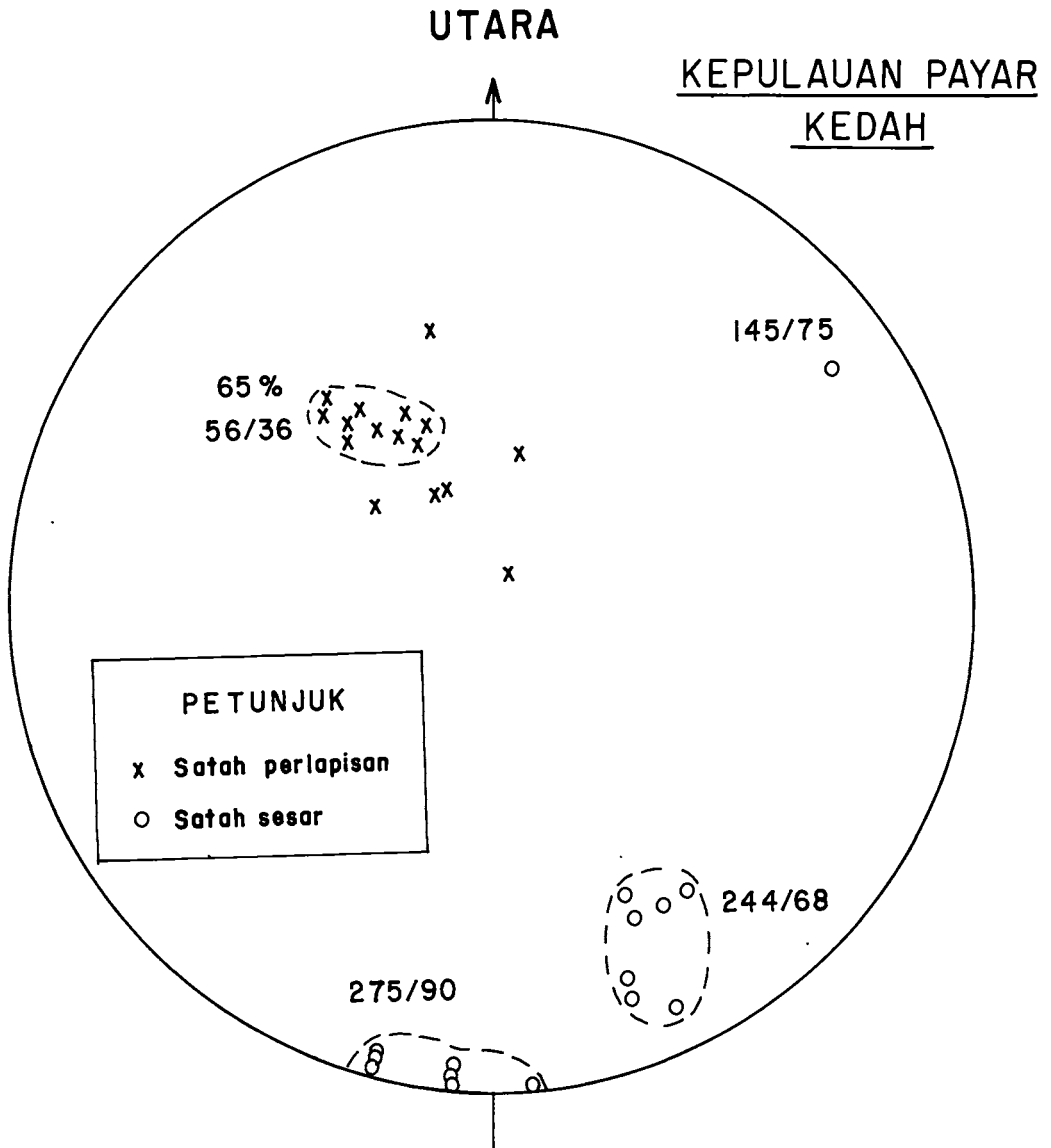 UTARA
KEPULAUAN PAYAR
KEDAH
145/75
65%
56/36
PETUNJUK
x Satah perlapisan
o Satah sesar
244/68
275/90